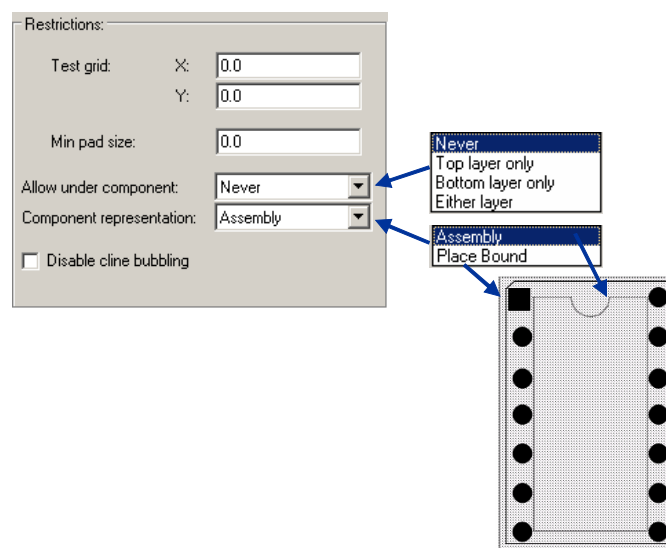 Restrictions:
Test grid: X: 0.0
Y: 0.0
Min pad size: 0.0
Allow under component: Never
Component representation: Assembly
Disable cline bubbling
Never
Top layer only
Bottom layer only
Either layer
Assembly
Place Bound